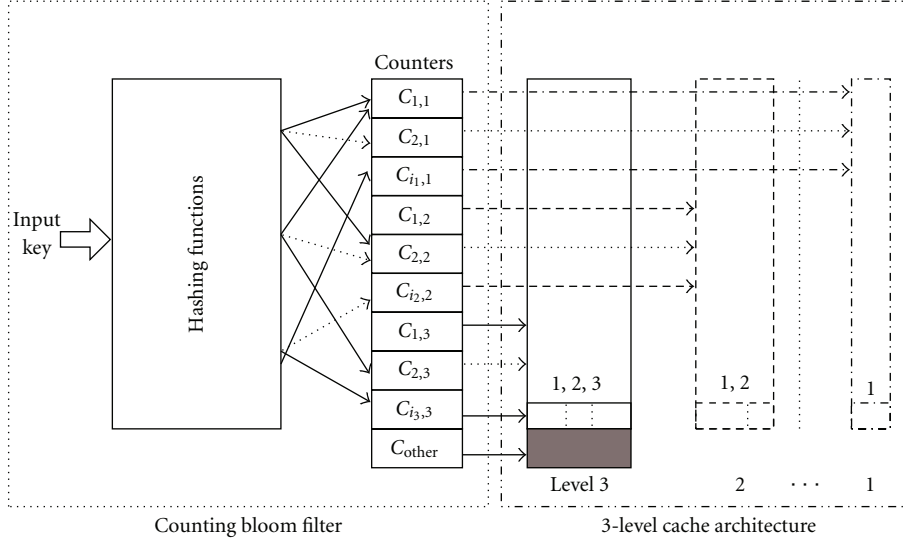 Counters
C1,1
C2,1
Ci1,1
C1,2
C2,2
Ci2,2
C1,3
C2,3
Ci3,3
Cother
Input
key
Hashing functions
1, 2, 3
1, 2
1
Level 3
2
· · ·
1
Counting bloom filter
3-level cache architecture